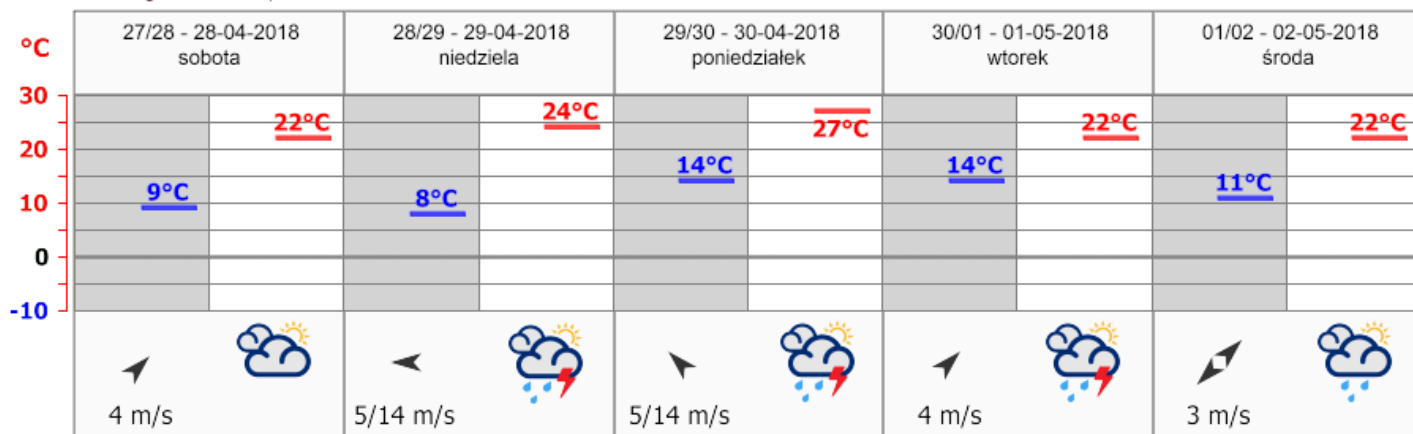 °C
27/28 - 28-04-2018
sobota
28/29 - 29-04-2018
niedziela
29/30 - 30-04-2018
poniedziałek
30/01 - 01-05-2018
wtorek
01/02 - 02-05-2018
środa
30
20
10
0
-10
9°C
22°C
8°C
24°C
14°C
27°C
14°C
22°C
11°C
22°C
4 m/s
5/14 m/s
5/14 m/s
4 m/s
3 m/s